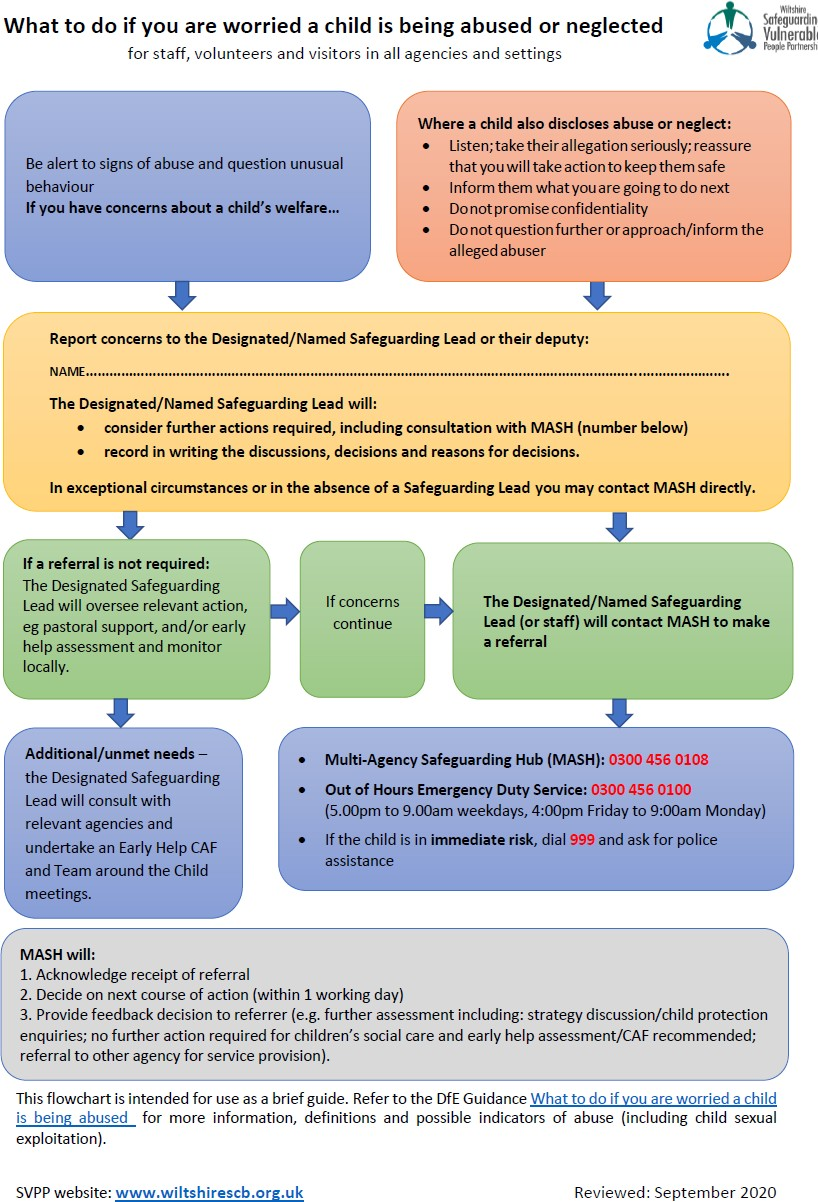 What to do if you are worried a child is being abused or neglected
for staff, volunteers and visitors in all agencies and settings
Wiltshire
Safeguarding
Vulnerable
People Partnersh
Be alert to signs of abuse and question unusual
behaviour
If you have concerns about a child's welfare…
Where a child also discloses abuse or neglect:
• Listen; take their allegation seriously; reassure
that you will take action to keep them safe
• Inform them what you are going to do next
• Do not promise confidentiality
• Do not question further or approach/inform the
alleged abuser
Report concerns to the Designated/Named Safeguarding Lead or their deputy:
NAME……………………………………………………………………………………………………………………..……………….
The Designated/Named Safeguarding Lead will:
• consider further actions required, including consultation with MASH (number below)
• record in writing the discussions, decisions and reasons for decisions.
In exceptional circumstances or in the absence of a Safeguarding Lead you may contact MASH directly.
If a referral is not required:
The Designated Safeguarding
Lead will oversee relevant action,
eg pastoral support, and/or early
help assessment and monitor
locally.
If concerns
continue
The Designated/Named Safeguarding
Lead (or staff) will contact MASH to make
a referral
Additional/unmet needs –
the Designated Safeguarding
Lead will consult with
relevant agencies and
undertake an Early Help CAF
and Team around the Child
meetings.
• Multi-Agency Safeguarding Hub (MASH): 0300 456 0108
• Out of Hours Emergency Duty Service: 0300 456 0100
(5.00pm to 9.00am weekdays, 4:00pm Friday to 9:00am Monday)
• If the child is in immediate risk, dial 999 and ask for police
assistance
MASH will:
1. Acknowledge receipt of referral
2. Decide on next course of action (within 1 working day)
3. Provide feedback decision to referrer (e.g. further assessment including: strategy discussion/child protection
enquiries; no further action required for children's social care and early help assessment/CAF recommended;
referral to other agency for service provision).
This flowchart is intended for use as a brief guide. Refer to the DfE Guidance What to do if you are worried a child
is being abused for more information, definitions and possible indicators of abuse (including child sexual
exploitation).
SVPP website: www.wiltshirescb.org.uk
Reviewed: September 2020